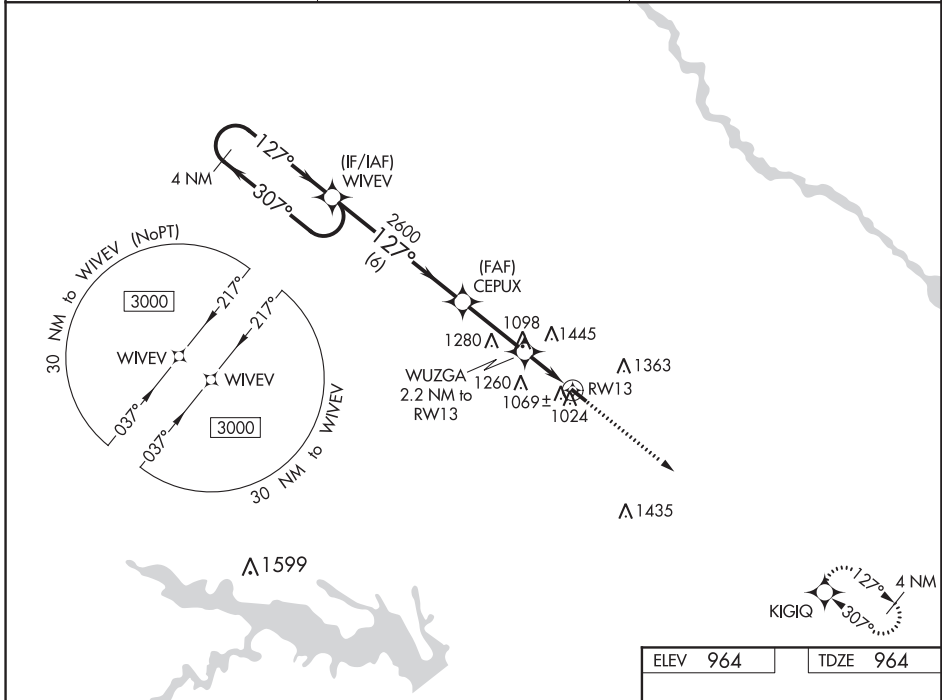 127°
4 NM
307°
(IF/IAF)
WIVEV
2600
127°
(6)
(FAF)
CEPUX
30 NM to WIVEV (NoPT)
3000
217°
217°
WIVEV
WIVEV
037°
037°
3000
30 NM to WIVEV
1280
1098
1445
WUZGA
2.2 NM to
RW13
1260
1069±
1024
RW13
1363
1435
1599
127°
4 NM
KIGIQ
307°
ELEV 964
TDZE 964